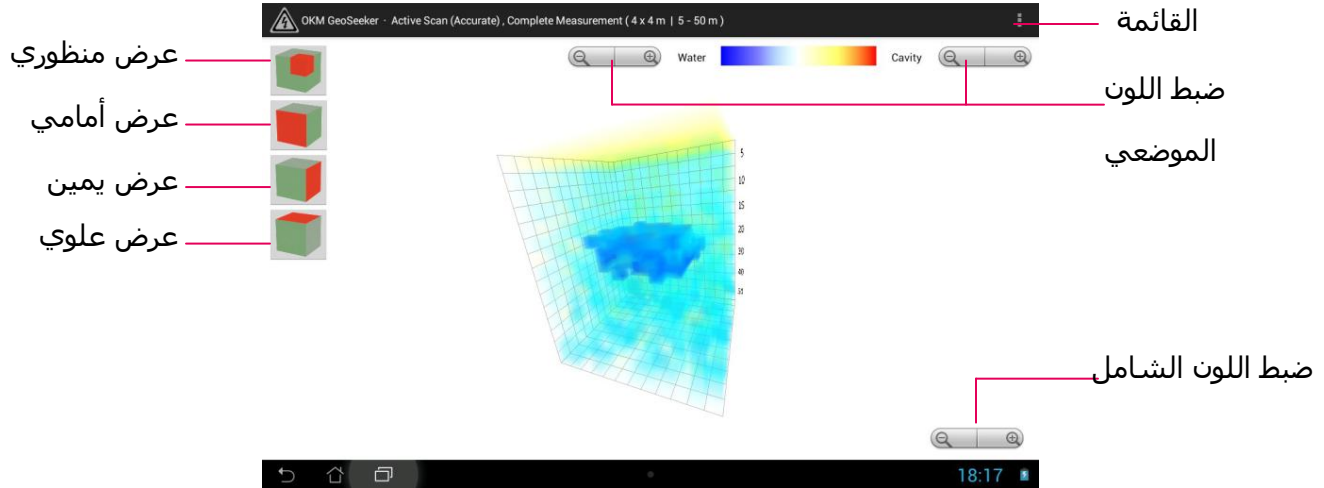 OKM GeoSeeker · Active Scan (Accurate) , Complete Measurement ( 4 x 4 m | 5 - 50 m )
القائمة
عرض منظوري
Water
Cavity
ضبط اللون
الموضعي
عرض أمامي
عرض يمين
عرض علوي
5
10
15
20
30
40
50
ضبط اللون الشامل
18:17